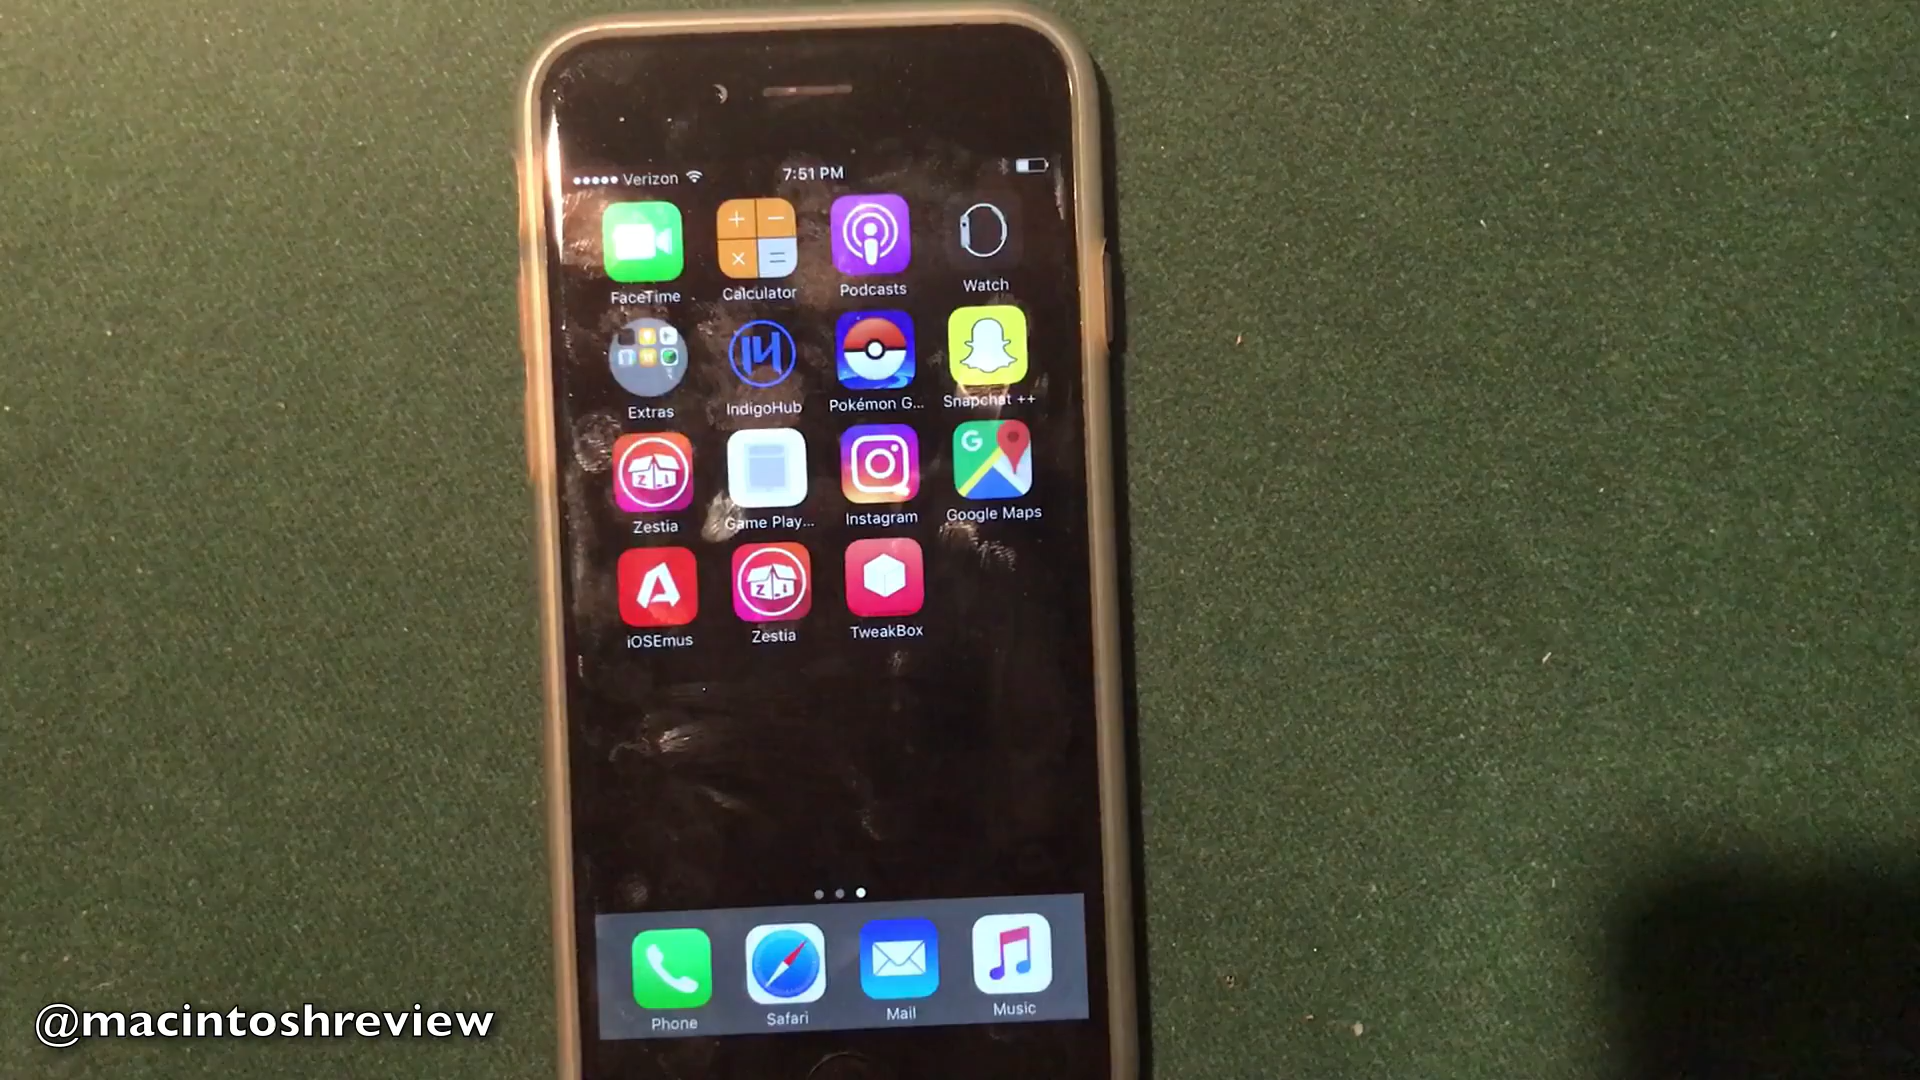 Verizon 7:51 PM
FaceTime Calculator Podcasts Watch
Extras IndigoHub Pokémon G... Snapchat ++
Zestia Game Play... Instagram Google Maps
iOSEmus Zestia TweakBox
Phone Safari Mail Music
@macintoshreview